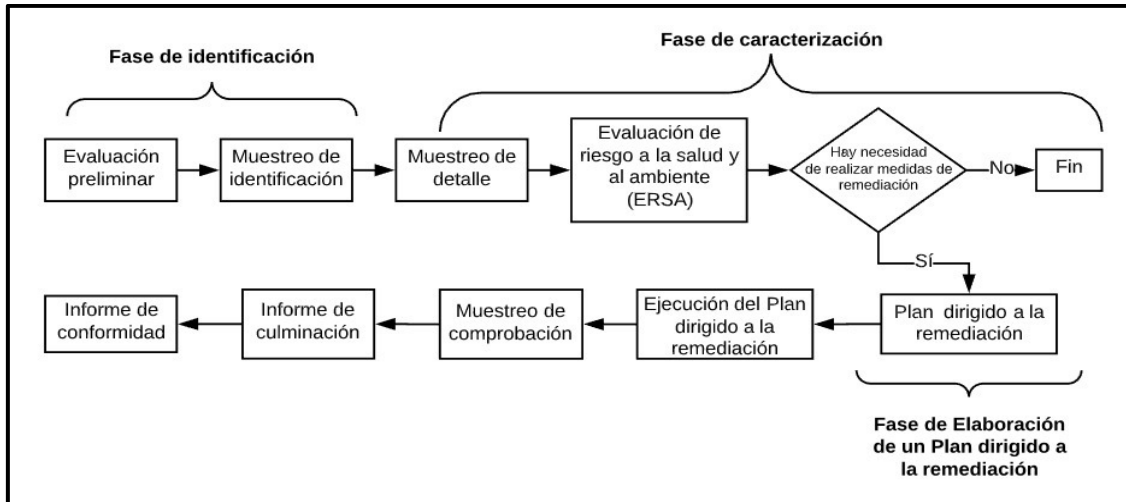 Fase de identificación
Fase de caracterización
Evaluación
preliminar
Muestreo de
identificación
Muestreo de
detalle
Evaluación de
riesgo a la salud y
al ambiente
(ERSA)
Hay necesidad
de realizar medidas de
remediación
No
Fin
Sí
Informe de
conformidad
Informe de
culminación
Muestreo de
comprobación
Ejecución del Plan
dirigido a la
remediación
Plan dirigido a la
remediación
Fase de Elaboración
de un Plan dirigido a
la remediación